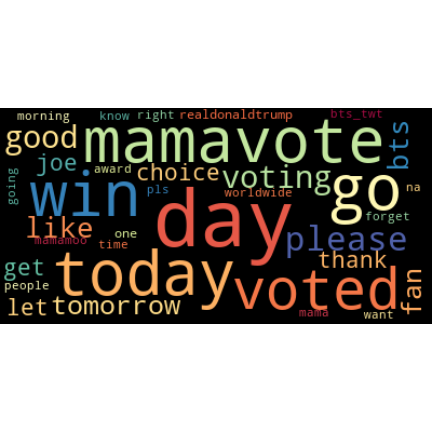 morning know right realdonaldtrump bts_twt
good mamavote bts
joe award choice voting
going win pls worldwide go na
like day forget
mamamoo time one please
get today thank
people voted fan
let tomorrow mama want